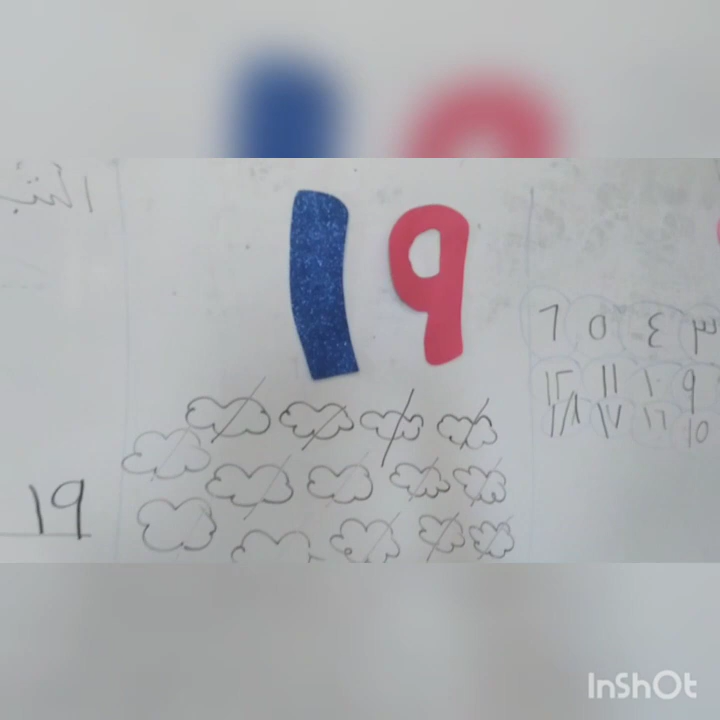 ١٩
٣ ٤ ٥ ٦
٩ ١٠ ١١ ١٢
١٥ ١٦ ١٧ ١٨
١٩
InShOt